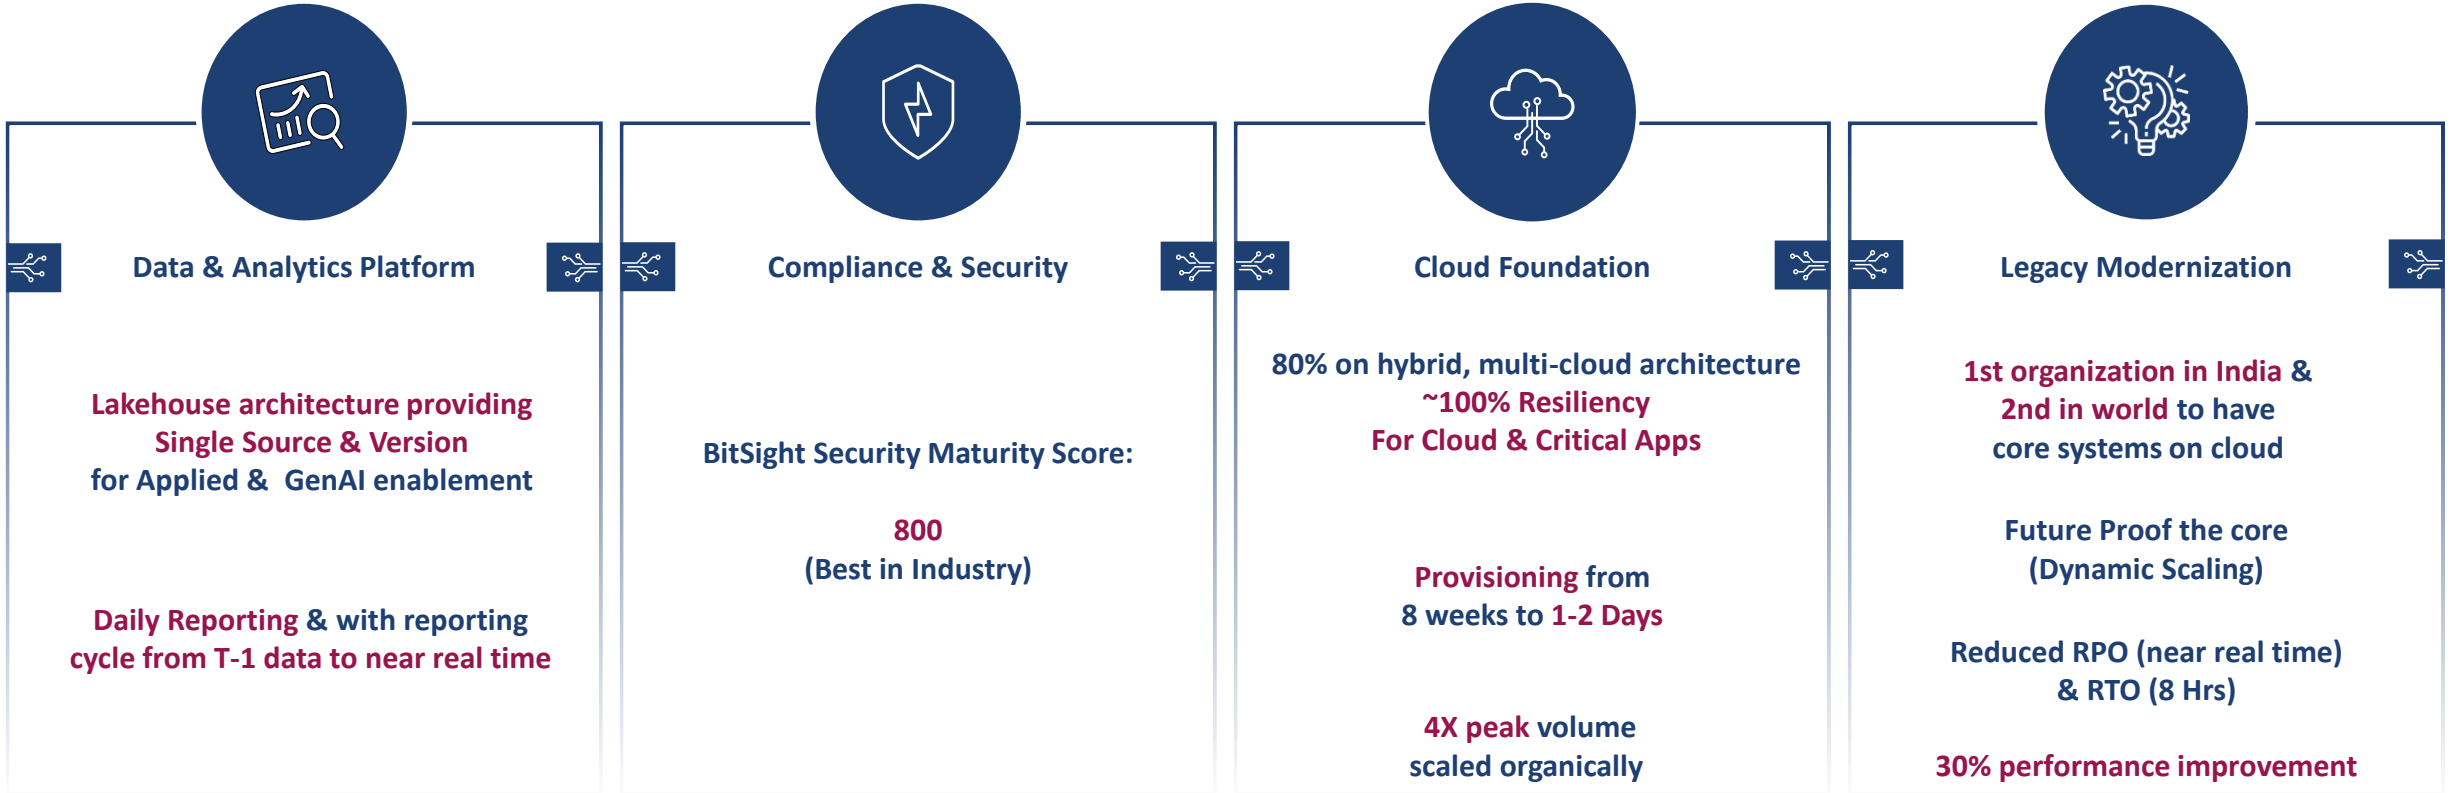 Data & Analytics Platform
Lakehouse architecture providing
Single Source & Version
for Applied & GenAI enablement
Daily Reporting & with reporting
cycle from T-1 data to near real time
Compliance & Security
BitSight Security Maturity Score:
800
(Best in Industry)
Cloud Foundation
80% on hybrid, multi-cloud architecture
~100% Resiliency
For Cloud & Critical Apps
Provisioning from
8 weeks to 1-2 Days
4X peak volume
scaled organically
Legacy Modernization
1st organization in India &
2nd in world to have
core systems on cloud
Future Proof the core
(Dynamic Scaling)
Reduced RPO (near real time)
& RTO (8 Hrs)
30% performance improvement